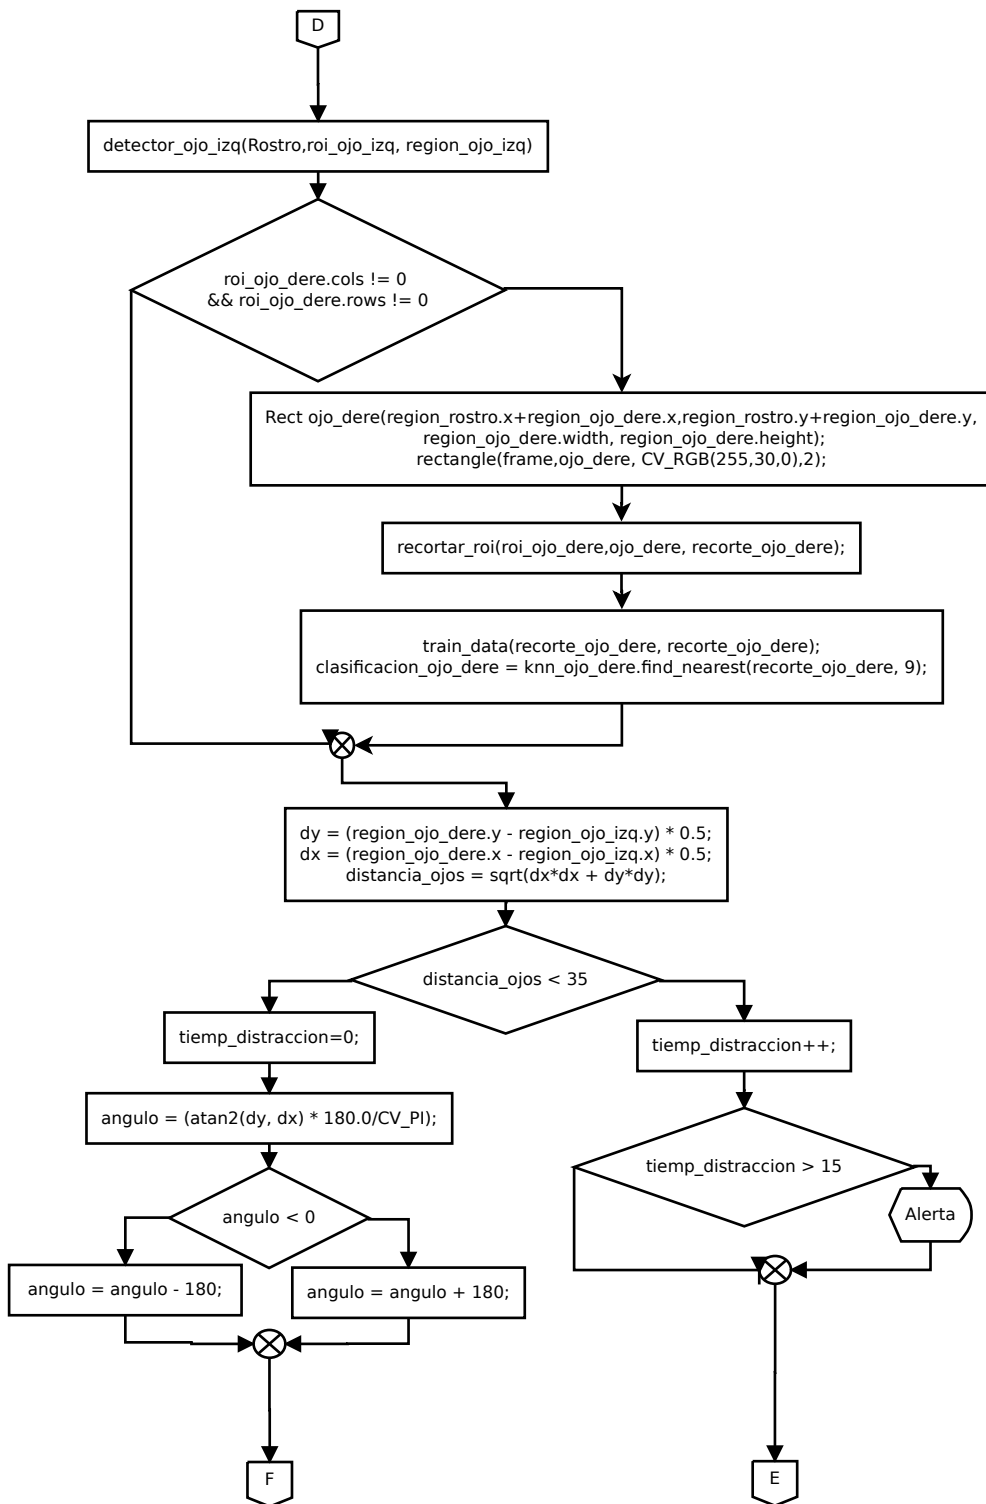 D
detector_ojo_izq(Rostro,roi_ojo_izq, region_ojo_izq)
roi_ojo_dere.cols != 0
&& roi_ojo_dere.rows != 0
Rect ojo_dere(region_rostro.x+region_ojo_dere.x,region_rostro.y+region_ojo_dere.y,
region_ojo_dere.width, region_ojo_dere.height);
rectangle(frame,ojo_dere, CV_RGB(255,30,0),2);
recortar_roi(roi_ojo_dere,ojo_dere, recorte_ojo_dere);
train_data(recorte_ojo_dere, recorte_ojo_dere);
clasificacion_ojo_dere = knn_ojo_dere.find_nearest(recorte_ojo_dere, 9);
dy = (region_ojo_dere.y - region_ojo_izq.y) * 0.5;
dx = (region_ojo_dere.x - region_ojo_izq.x) * 0.5;
distancia_ojos = sqrt(dx*dx + dy*dy);
distancia_ojos < 35
tiemp_distraccion=0;
tiemp_distraccion++;
angulo = (atan2(dy, dx) * 180.0/CV_PI);
tiemp_distraccion > 15
Alerta
angulo < 0
angulo = angulo - 180;
angulo = angulo + 180;
F
E